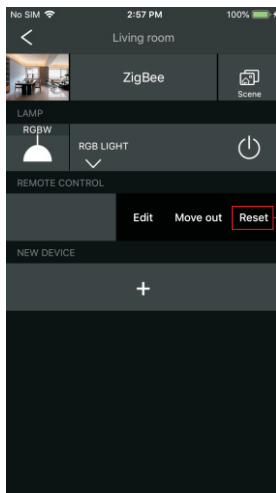 No SIM 2:57 PM 100%
Living room
ZigBee
Scene
LAMP
RGBW
RGB LIGHT
REMOTE CONTROL
Edit Move out Reset
NEW DEVICE
+